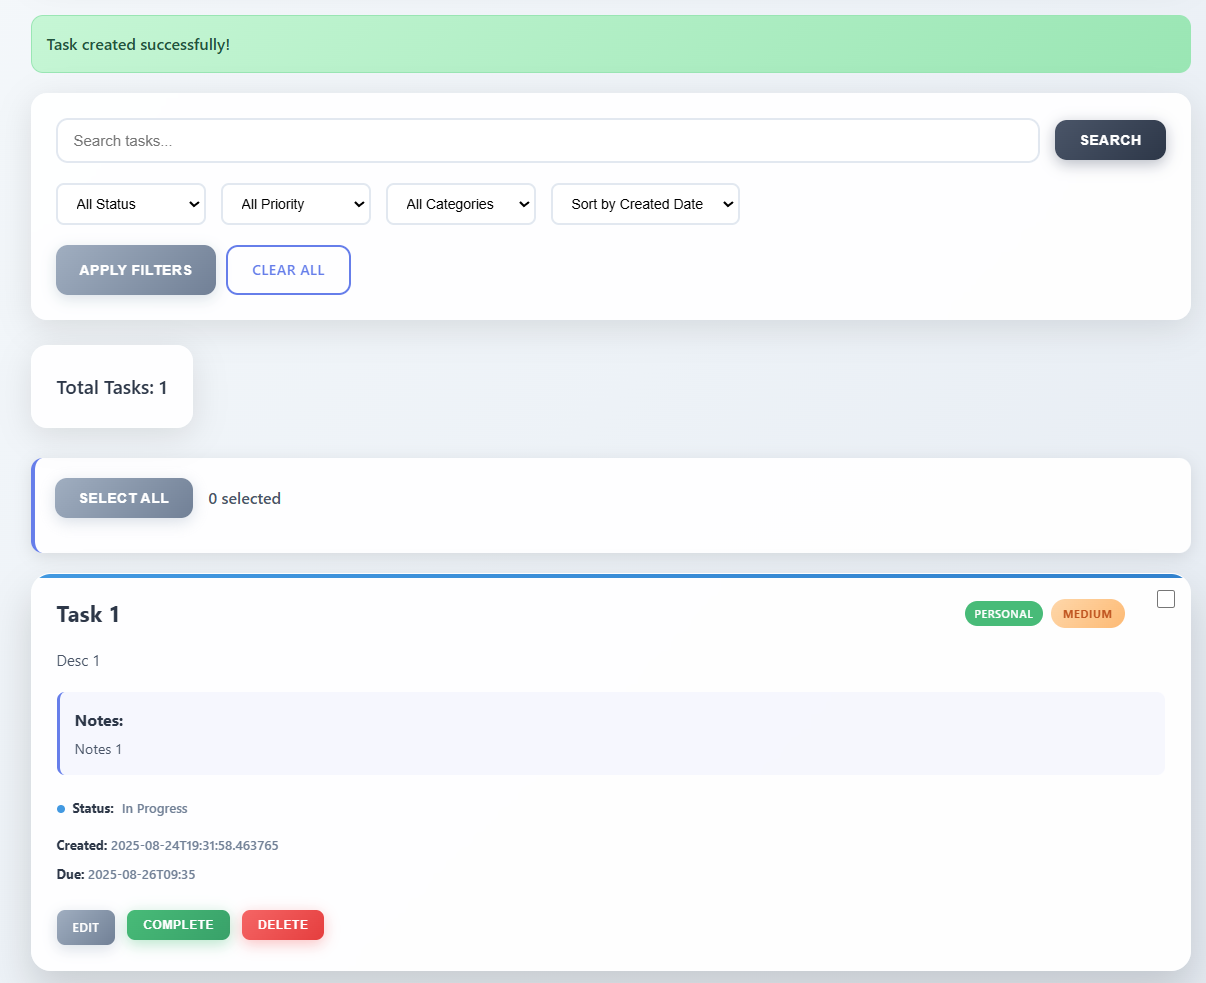 Task created successfully!
Search tasks...
SEARCH
All Status
All Priority
All Categories
Sort by Created Date
APPLY FILTERS
CLEAR ALL
Total Tasks: 1
SELECT ALL
0 selected
Task 1
PERSONAL
MEDIUM
Desc 1
Notes:
Notes 1
Status: In Progress
Created: 2025-08-24T19:31:58.463765
Due: 2025-08-26T09:35
EDIT
COMPLETE
DELETE